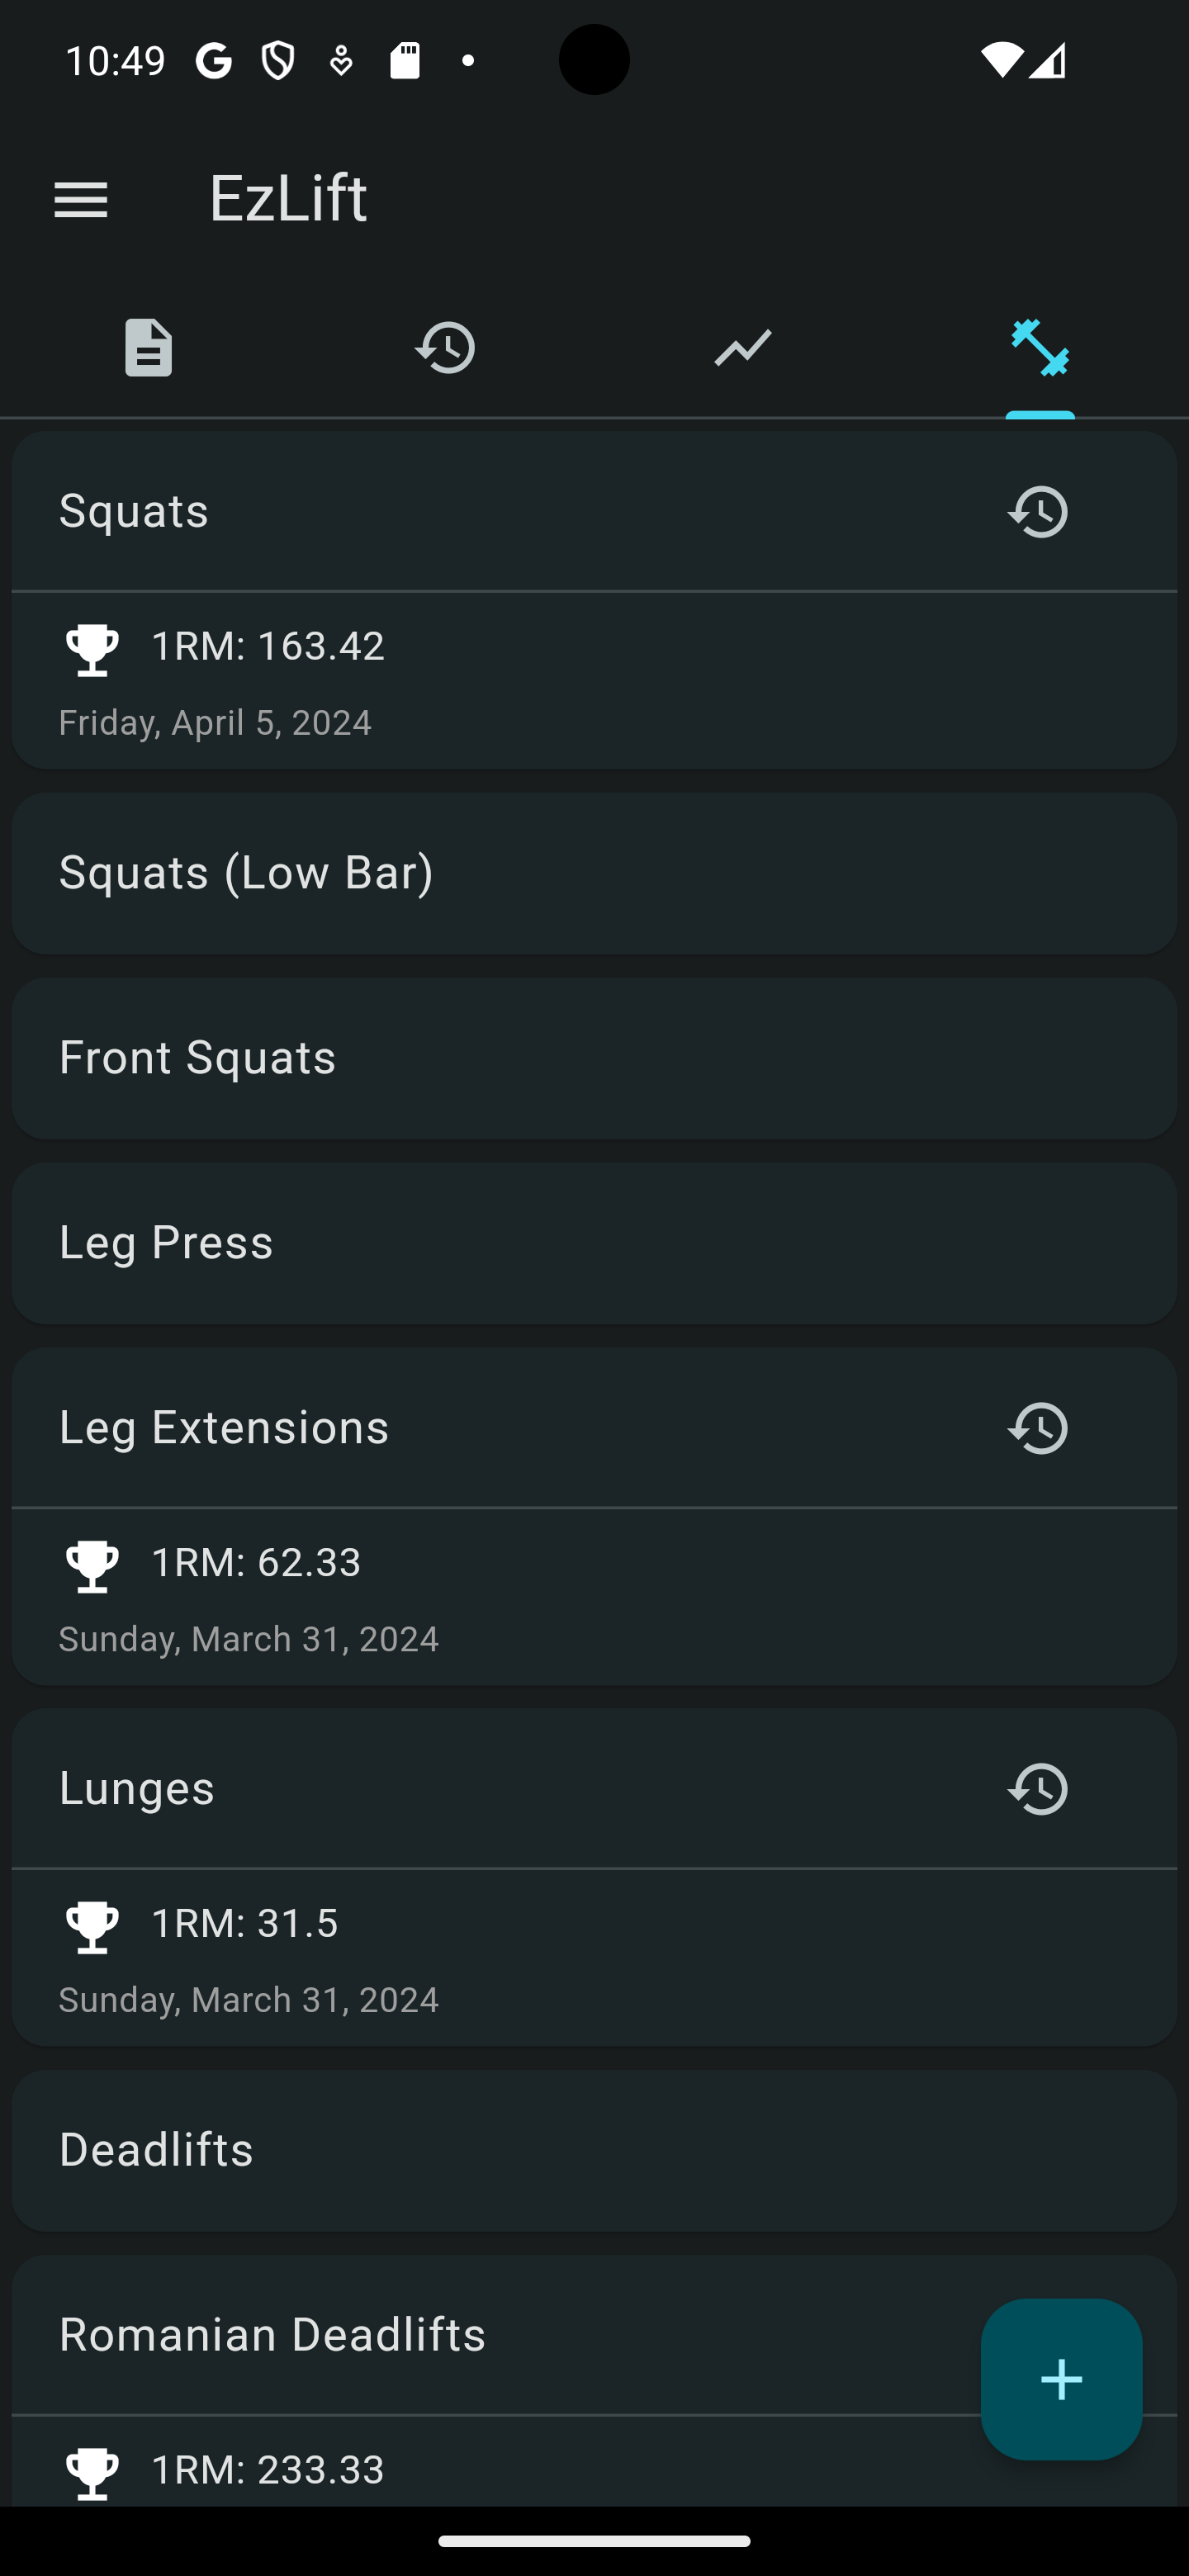 10:49
EzLift
Squats
1RM: 163.42
Friday, April 5, 2024
Squats (Low Bar)
Front Squats
Leg Press
Leg Extensions
1RM: 62.33
Sunday, March 31, 2024
Lunges
1RM: 31.5
Sunday, March 31, 2024
Deadlifts
Romanian Deadlifts
1RM: 233.33